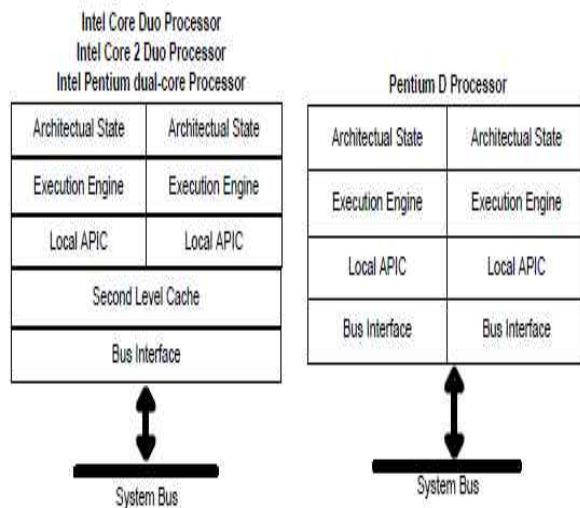 Intel Core Duo Processor
Intel Core 2 Duo Processor
Intel Pentium dual-core Processor
Architectual State Architectual State
Execution Engine Execution Engine
Local APIC Local APIC
Second Level Cache
Bus Interface
System Bus
Pentium D Processor
Architectual State Architectual State
Execution Engine Execution Engine
Local APIC Local APIC
Bus Interface Bus Interface
System Bus